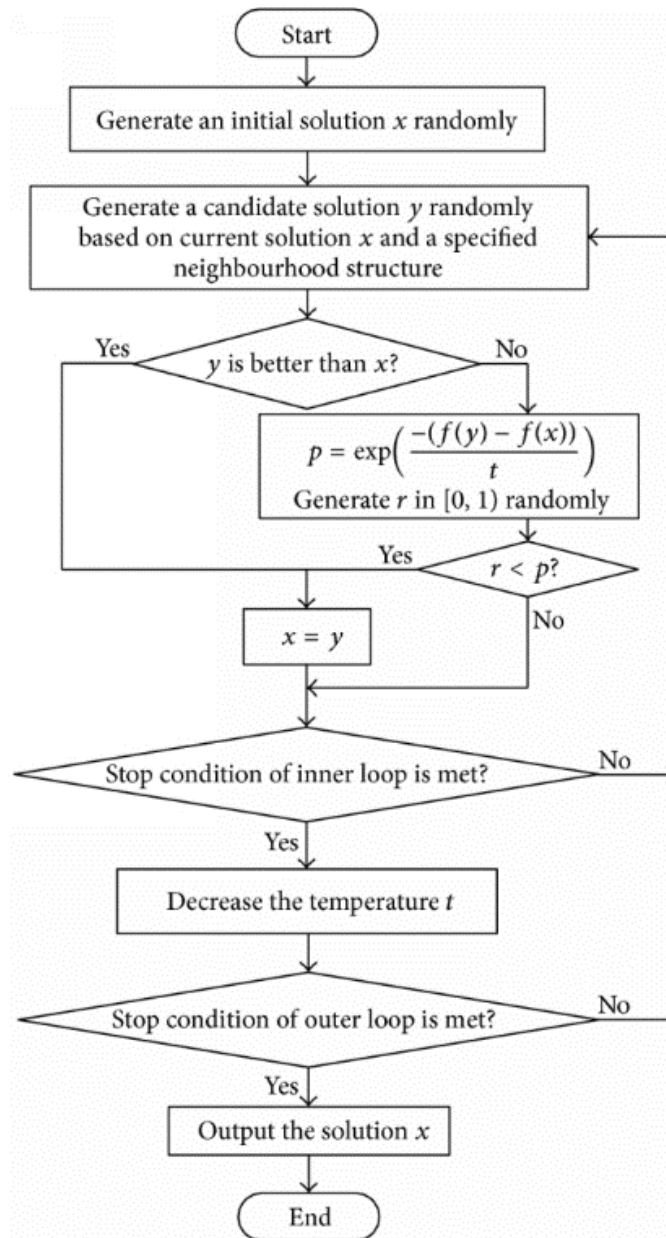 Start
Generate an initial solution x randomly
Generate a candidate solution y randomly
based on current solution x and a specified
neighbourhood structure
Yes
y is better than x?
No
p = exp(−(f(y) − f(x))/t)
Generate r in [0, 1) randomly
Yes
r < p?
No
x = y
Stop condition of inner loop is met?
No
Yes
Decrease the temperature t
Stop condition of outer loop is met?
No
Yes
Output the solution x
End